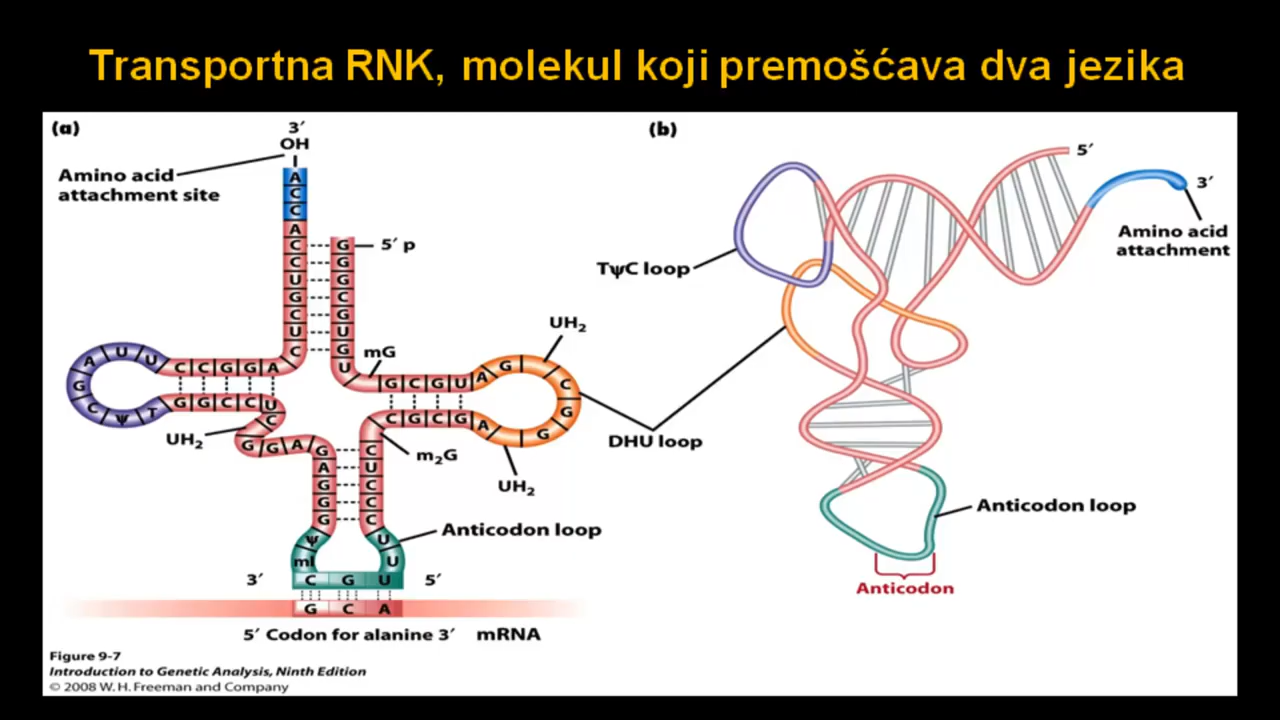 Transportna RNK, molekul koji premošćava dva jezika
(a)
3′
OH
Amino acid
attachment site
A
C
C
A
C
C
U
G
C
U
C
5′ p
G
G
G
C
G
U
G
U
mG
G C G U A G
UH₂
C
G
G
UH₂
C G C G A
m₂G
DHU loop
U U A G C Ψ T
C C G G A
G G C C U
C
UH₂
G G A G
A
G
G
G
C
U
C
C
C
Ψ
mI
U
U
Anticodon loop
3′ C G U 5′
G C A
5′ Codon for alanine 3′ mRNA
Figure 9-7
Introduction to Genetic Analysis, Ninth Edition
© 2008 W. H. Freeman and Company
(b)
5′
3′
Amino acid
attachment
TψC loop
Anticodon loop
Anticodon